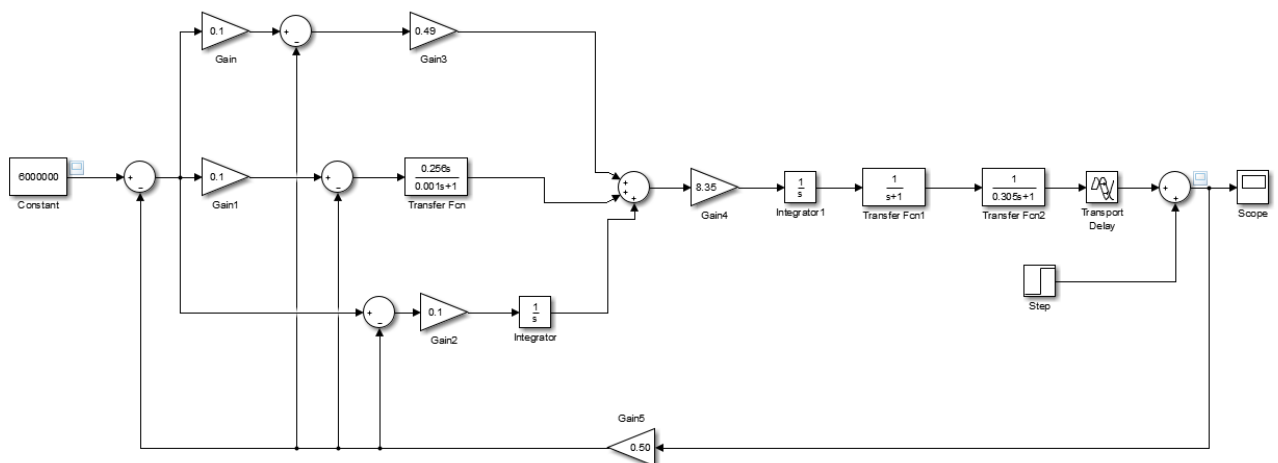 0.1
Gain
+
−
0.49
Gain3
6000000
Constant
+
−
0.1
Gain1
+
−
0.256s
0.001s+1
Transfer Fcn
+
+
+
8.35
Gain4
1
s
Integrator1
1
s+1
Transfer Fcn1
1
0.305s+1
Transfer Fcn2
Transport
Delay
+
+
Scope
Step
+
−
0.1
Gain2
1
s
Integrator
Gain5
0.50